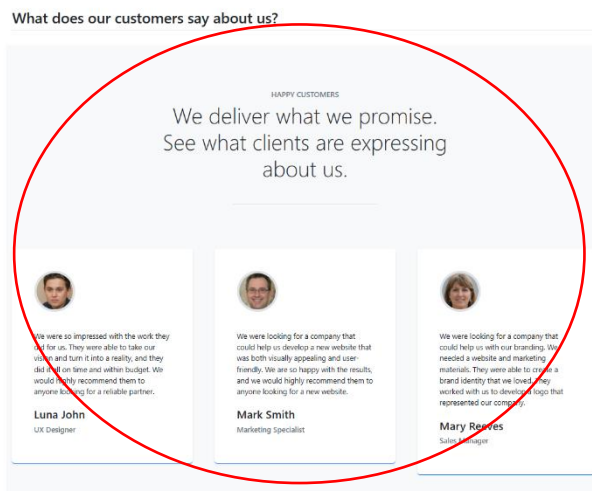 What does our customers say about us?
HAPPY CUSTOMERS
We deliver what we promise.
See what clients are expressing
about us.
We were so impressed with the work they
did for us. They were able to take our
vision and turn it into a reality, and they
did it all on time and within budget. We
would highly recommend them to
anyone looking for a reliable partner.
Luna John
UX Designer
We were looking for a company that
could help us develop a new website that
was both visually appealing and user-
friendly. We are so happy with the results,
and we would highly recommend them to
anyone looking for a new website.
Mark Smith
Marketing Specialist
We were looking for a company that
could help us with our branding. We
needed a website and marketing
materials. They were able to create a
brand identity that we loved. They
worked with us to develop a logo that
represented our company.
Mary Reeves
Sales Manager